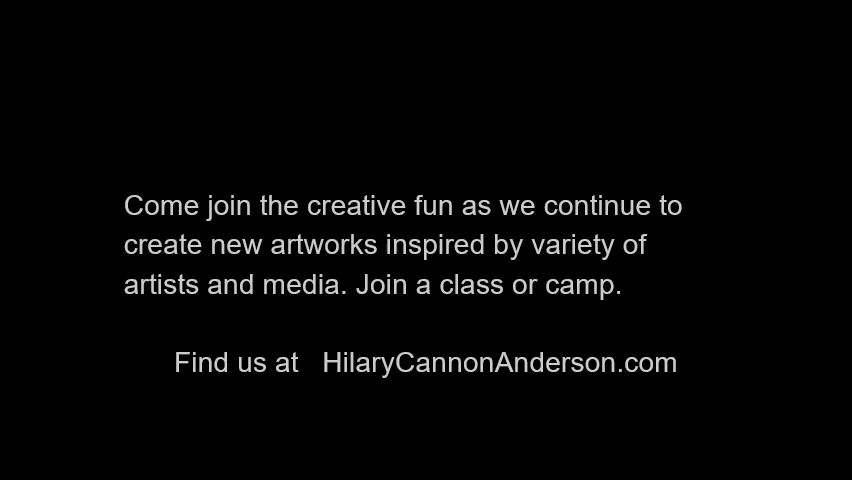 Come join the creative fun as we continue to
create new artworks inspired by variety of
artists and media. Join a class or camp.
Find us at   HilaryCannonAnderson.com